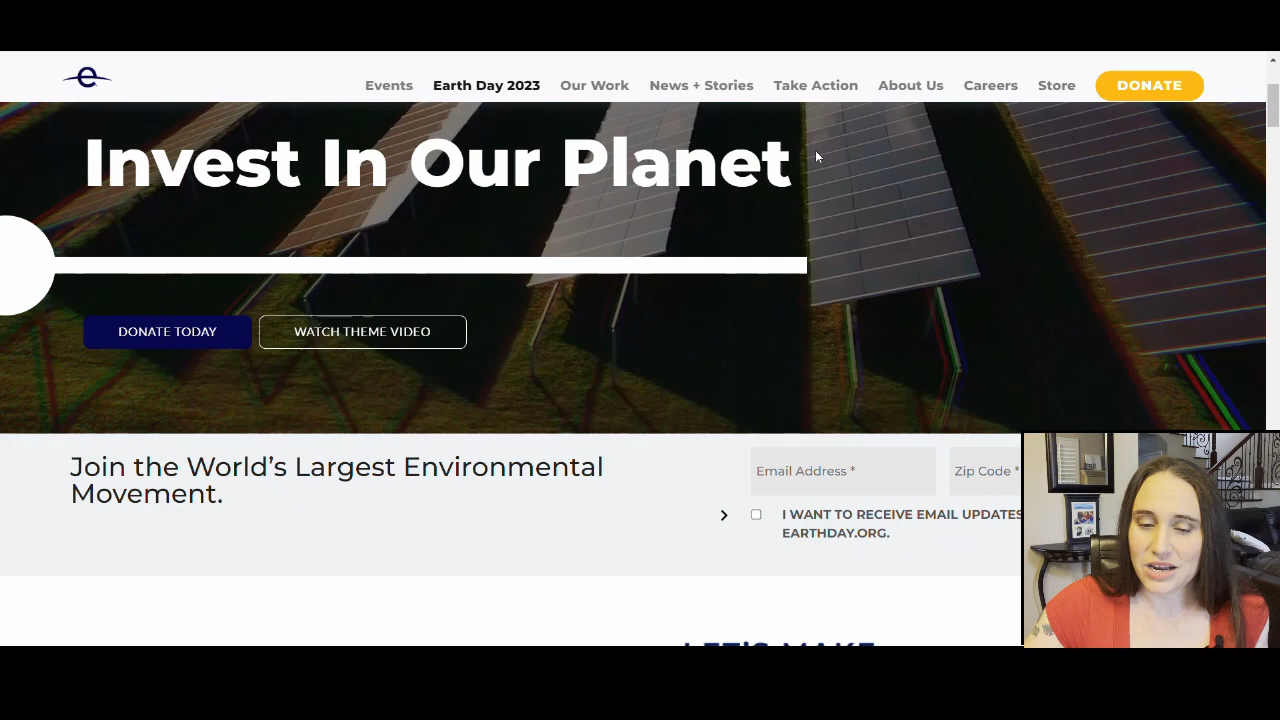 Events Earth Day 2023 Our Work News + Stories Take Action About Us Careers Store DONATE
Invest In Our Planet
DONATE TODAY WATCH THEME VIDEO
Join the World's Largest Environmental
Movement.
Email Address * Zip Code *
I WANT TO RECEIVE EMAIL UPDATES
EARTHDAY.ORG.
LET'S MAKE